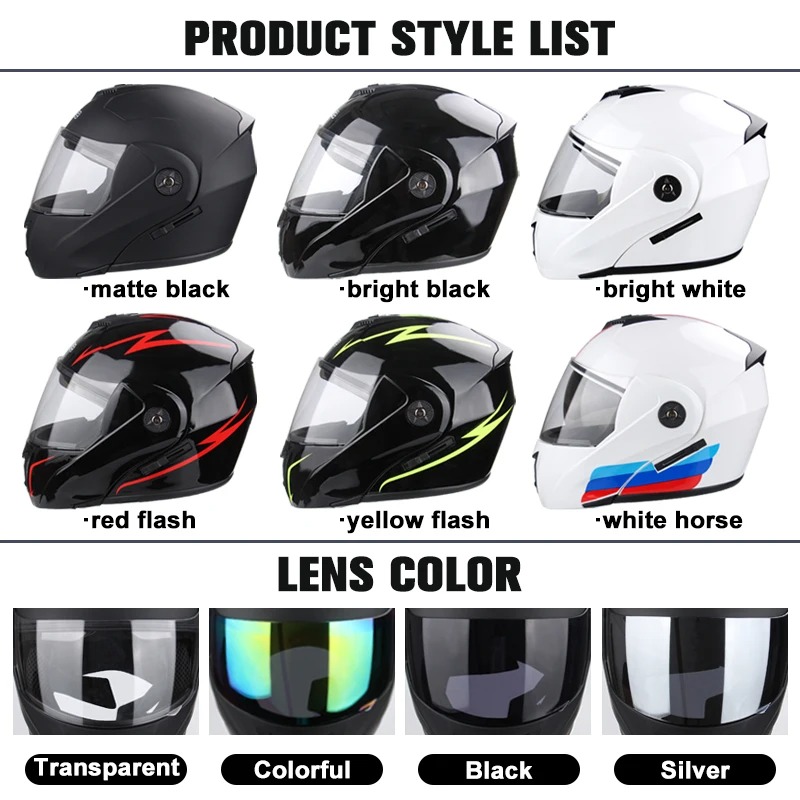 PRODUCT STYLE LIST
·matte black
·bright black
·bright white
·red flash
·yellow flash
·white horse
LENS COLOR
Transparent
Colorful
Black
Silver